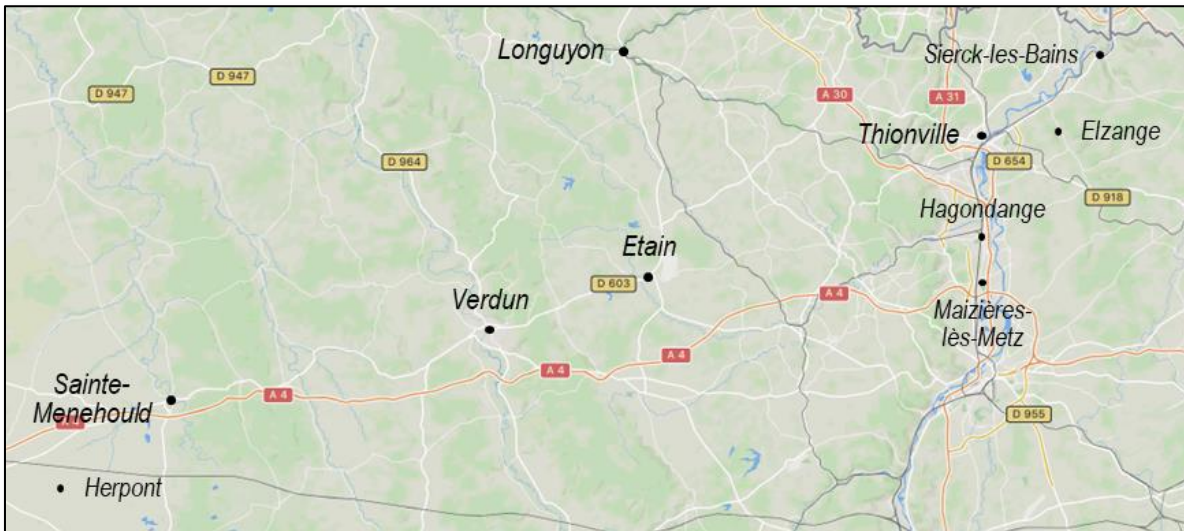 Longuyon
Sierck-les-Bains
D 947
D 947
A 30
A 31
Thionville
Elzange
D 964
D 654
D 918
Hagondange
Etain
D 603
A 4
Verdun
Maizières-
lès-Metz
A 4
A 4
Sainte-
Menehould
A 4
D 955
A 4
Herpont